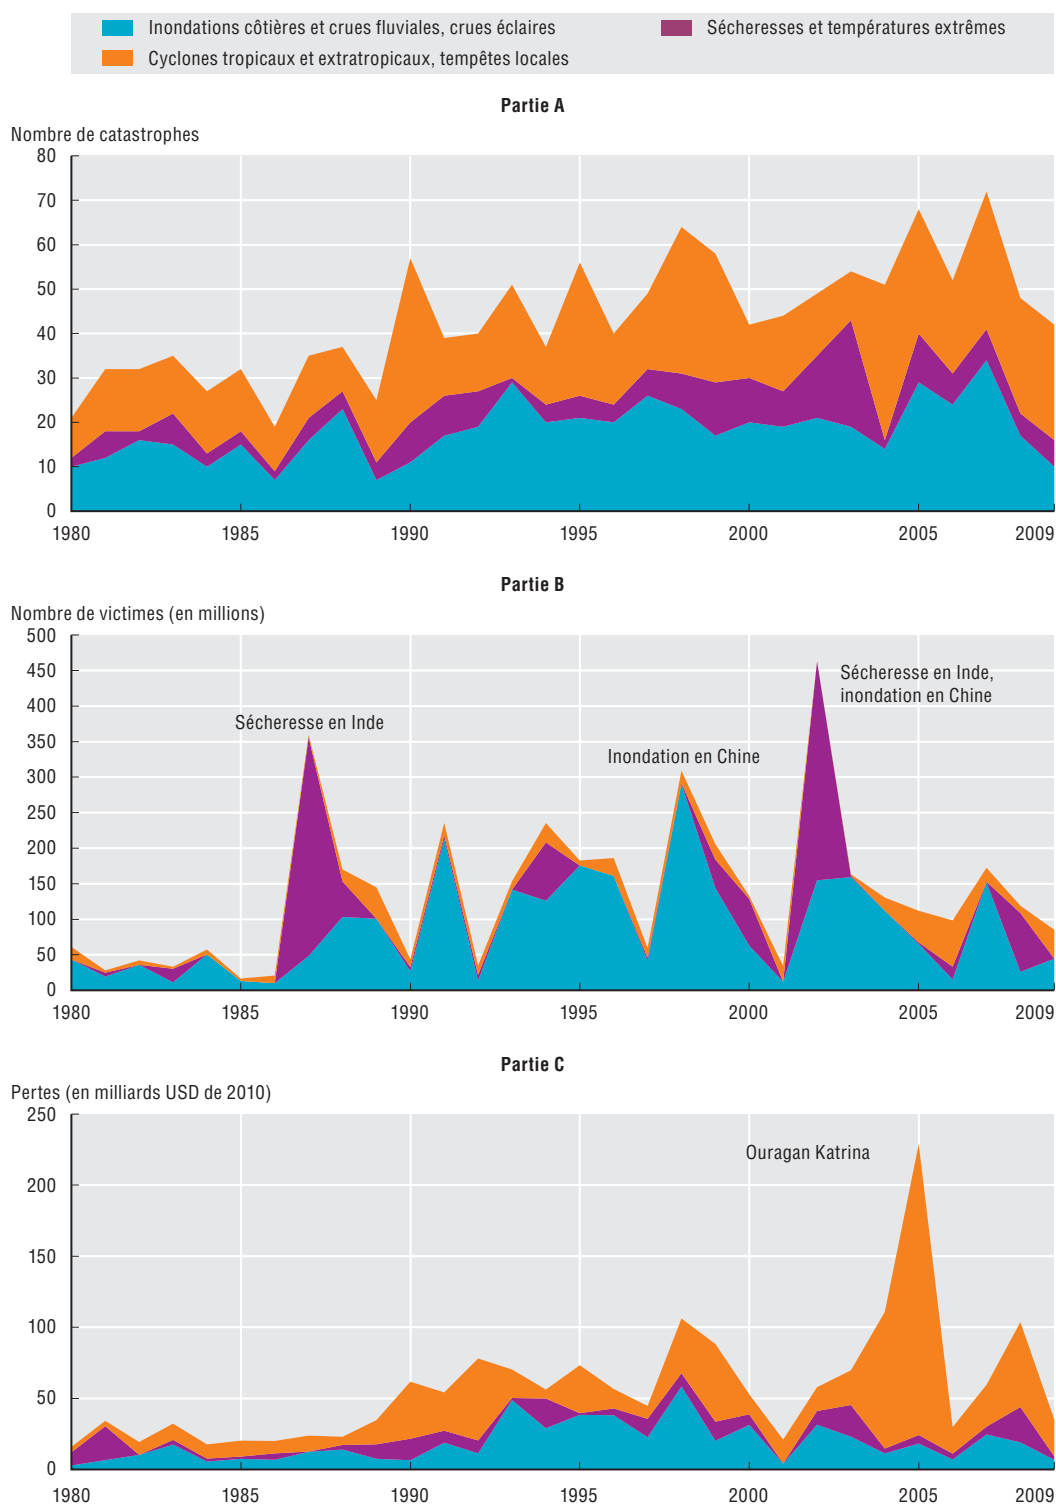 Inondations côtières et crues fluviales, crues éclaires
Sécheresses et températures extrêmes
Cyclones tropicaux et extratropicaux, tempêtes locales
Partie A
Nombre de catastrophes
80
70
60
50
40
30
20
10
0
1980 1985 1990 1995 2000 2005 2009
Partie B
Nombre de victimes (en millions)
500
450
400
350
300
250
200
150
100
50
0
Sécheresse en Inde
Inondation en Chine
Sécheresse en Inde,
inondation en Chine
1980 1985 1990 1995 2000 2005 2009
Partie C
Pertes (en milliards USD de 2010)
250
200
150
100
50
0
Ouragan Katrina
1980 1985 1990 1995 2000 2005 2009